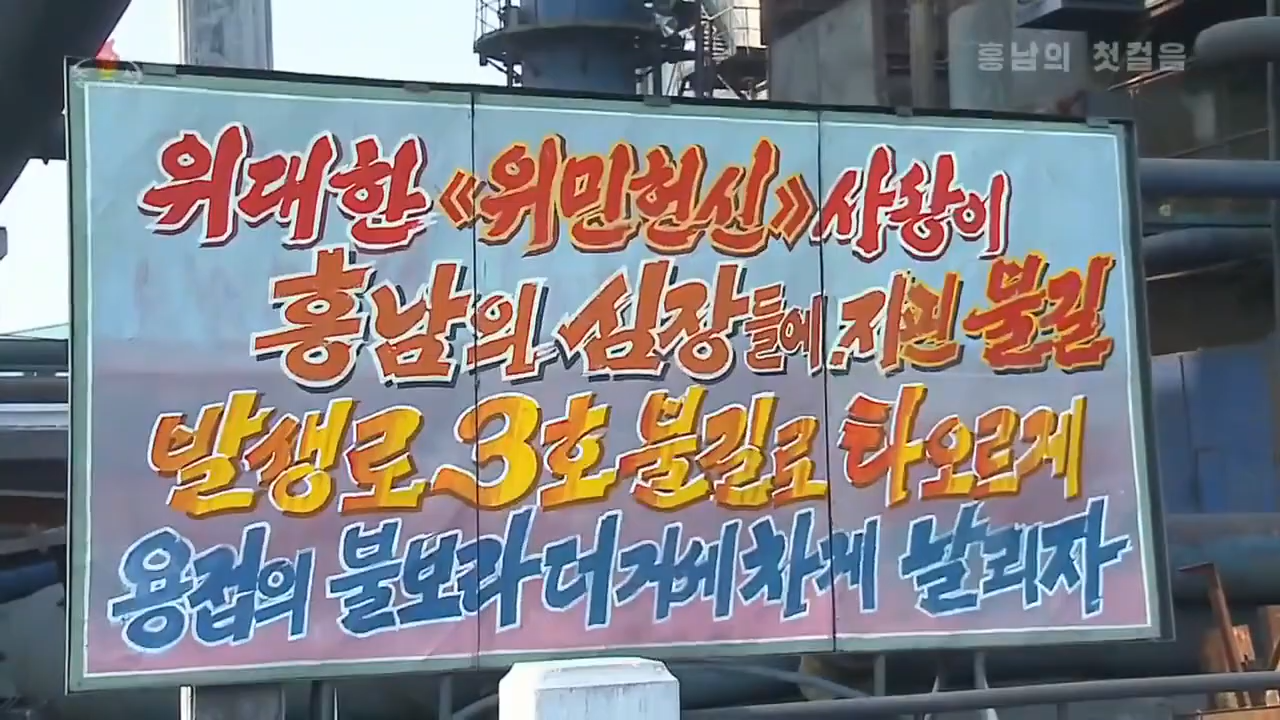 흥남의 첫걸음
위대한 《위민헌신》 사상이
흥남의 심장들에 지핀 불길
발생로 3호 불길로 타오르게
용접의 불보라 더 거세차게 날리자